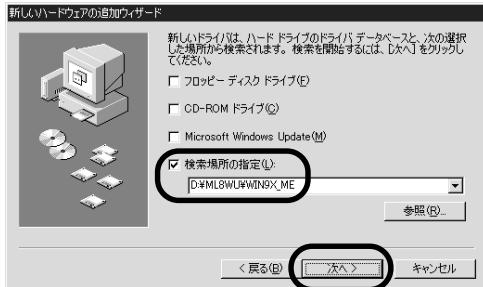 新しいハードウェアの追加ウィザード
新しいドライバは、ハード ドライブのドライバ データベースと、次の選択
した場所から検索されます。検索を開始するには、[次へ] をクリックし
てください。
フロッピー ディスク ドライブ(F)
CD-ROM ドライブ(C)
Microsoft Windows Update(M)
検索場所の指定(L):
D:¥ML8WU¥WIN9X_ME
参照(R)...
< 戻る(B)
次へ >
キャンセル